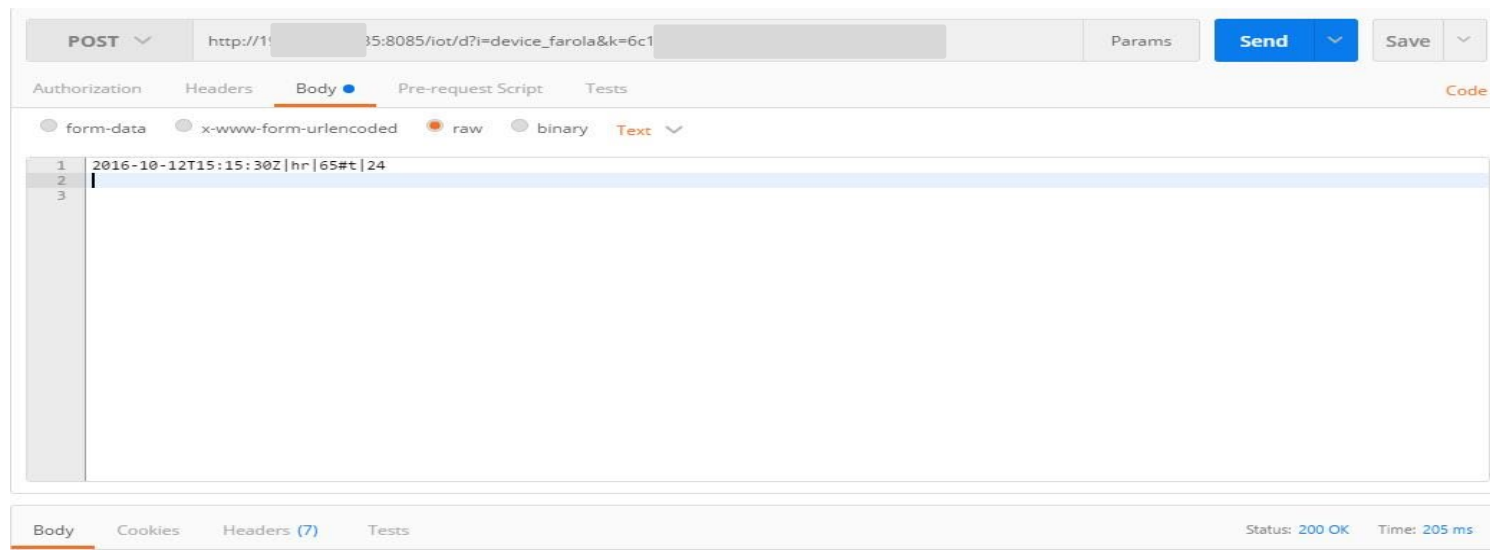 POST http://1 35:8085/iot/d?i=device_farola&k=6c1 Params Send Save
Authorization Headers Body Pre-request Script Tests Code
form-data x-www-form-urlencoded raw binary Text
1 2016-10-12T15:15:30Z|hr|65#t|24
2
3
Body Cookies Headers (7) Tests Status: 200 OK Time: 205 ms